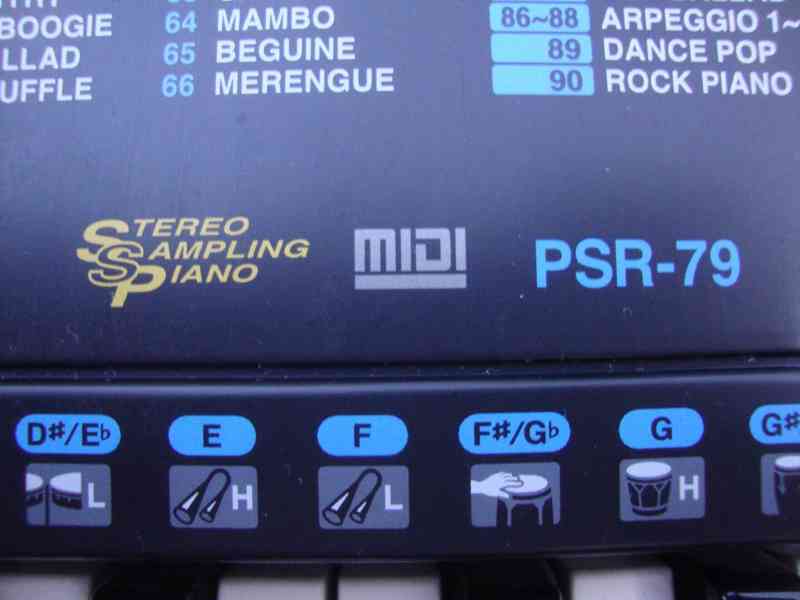 64 MAMBO
86~88 ARPEGGIO 1~
BOOGIE
65 BEGUINE
89 DANCE POP
LLAD
66 MERENGUE
90 ROCK PIANO
UFFLE
STEREO
SAMPLING
PIANO
MIDI
PSR-79
D#/E♭ E F F#/G♭ G G#
L H L H